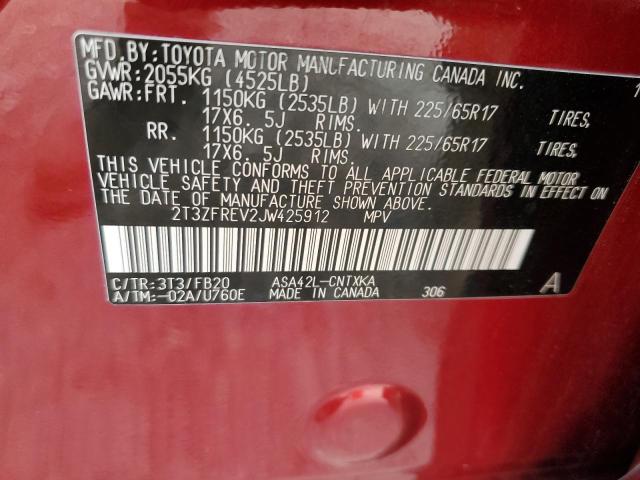 MFD. BY: TOYOTA MOTOR MANUFACTURING CANADA INC. 1
GVWR: 2055KG (4525LB)
GAWR: FRT. 1150KG (2535LB) WITH 225/65R17 TIRES,
17X6. 5J RIMS.
RR. 1150KG (2535LB) WITH 225/65R17 TIRES,
17X6. 5J RIMS.
THIS VEHICLE CONFORMS TO ALL APPLICABLE FEDERAL MOTOR
VEHICLE SAFETY AND THEFT PREVENTION STANDARDS IN EFFECT ON
THE DATE OF MANUFACTURE SHOWN ABOVE.
2T3ZFREV2JW425912 MPV
C/TR: 3T3/FB20 ASA42L-CNTXKA A
A/TM: -02A/U760E MADE IN CANADA 306